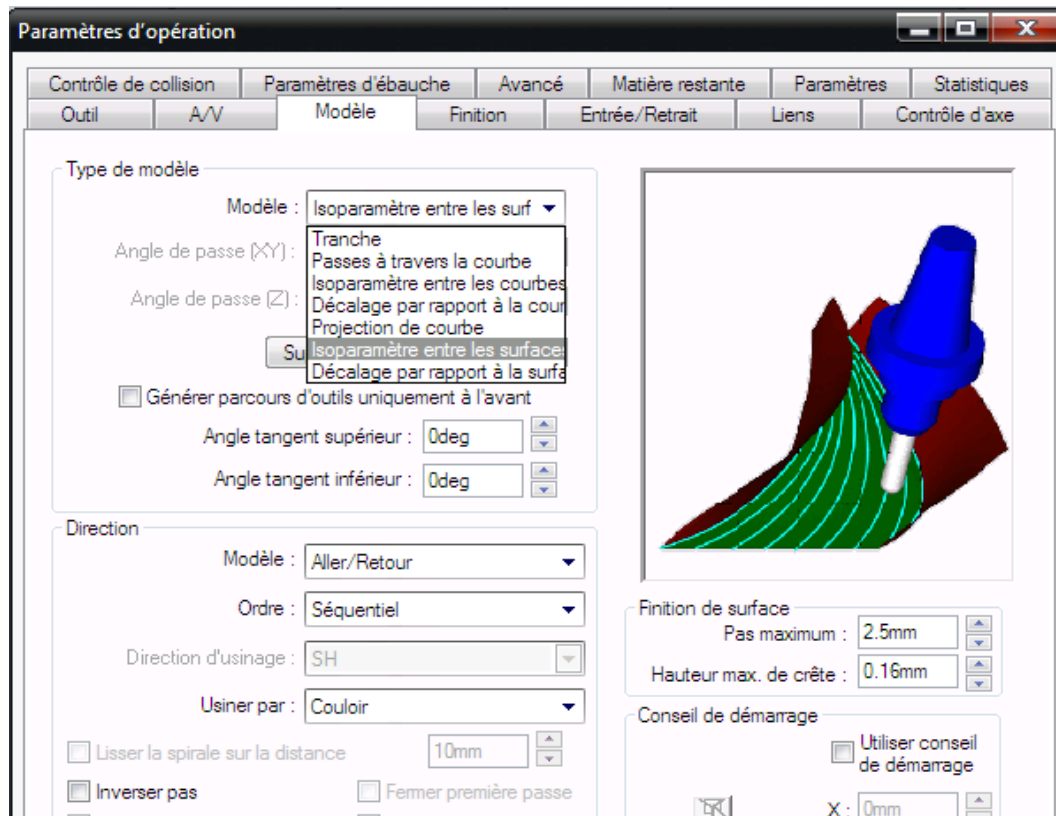 Paramètres d'opération
Contrôle de collision Paramètres d'ébauche Avancé Matière restante Paramètres Statistiques
Outil A/V Modèle Finition Entrée/Retrait Liens Contrôle d'axe
Type de modèle
Modèle : Isoparamètre entre les surf
Angle de passe (XY) :
Angle de passe (Z) :
Tranche
Passes à travers la courbe
Isoparamètre entre les courbes
Décalage par rapport à la cour
Projection de courbe
Isoparamètre entre les surfaces
Décalage par rapport à la surfa
Su
Générer parcours d'outils uniquement à l'avant
Angle tangent supérieur : 0deg
Angle tangent inférieur : 0deg
Direction
Modèle : Aller/Retour
Ordre : Séquentiel
Direction d'usinage : SH
Usiner par : Couloir
Lisser la spirale sur la distance 10mm
Inverser pas Fermer première passe
Finition de surface
Pas maximum : 2.5mm
Hauteur max. de crête : 0.16mm
Conseil de démarrage
Utiliser conseil
de démarrage
X : 0mm